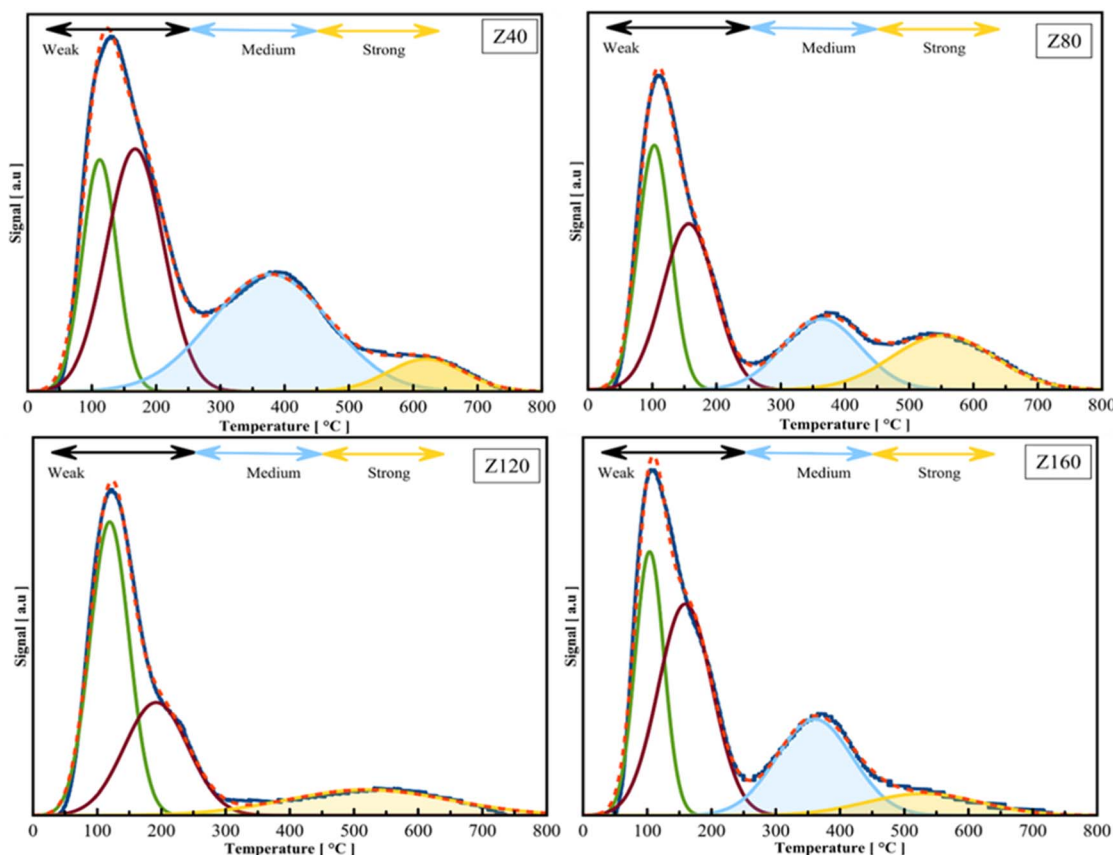 Z40
Weak Medium Strong
Signal [ a.u ]
0 100 200 300 400 500 600 700 800
Temperature [ °C ]
Z80
Weak Medium Strong
Signal [ a.u ]
0 100 200 300 400 500 600 700 800
Temperature [ °C ]
Z120
Weak Medium Strong
Signal [ a.u ]
0 100 200 300 400 500 600 700 800
Temperature [ °C ]
Z160
Weak Medium Strong
Signal [ a.u ]
0 100 200 300 400 500 600 700 800
Temperature [ °C ]